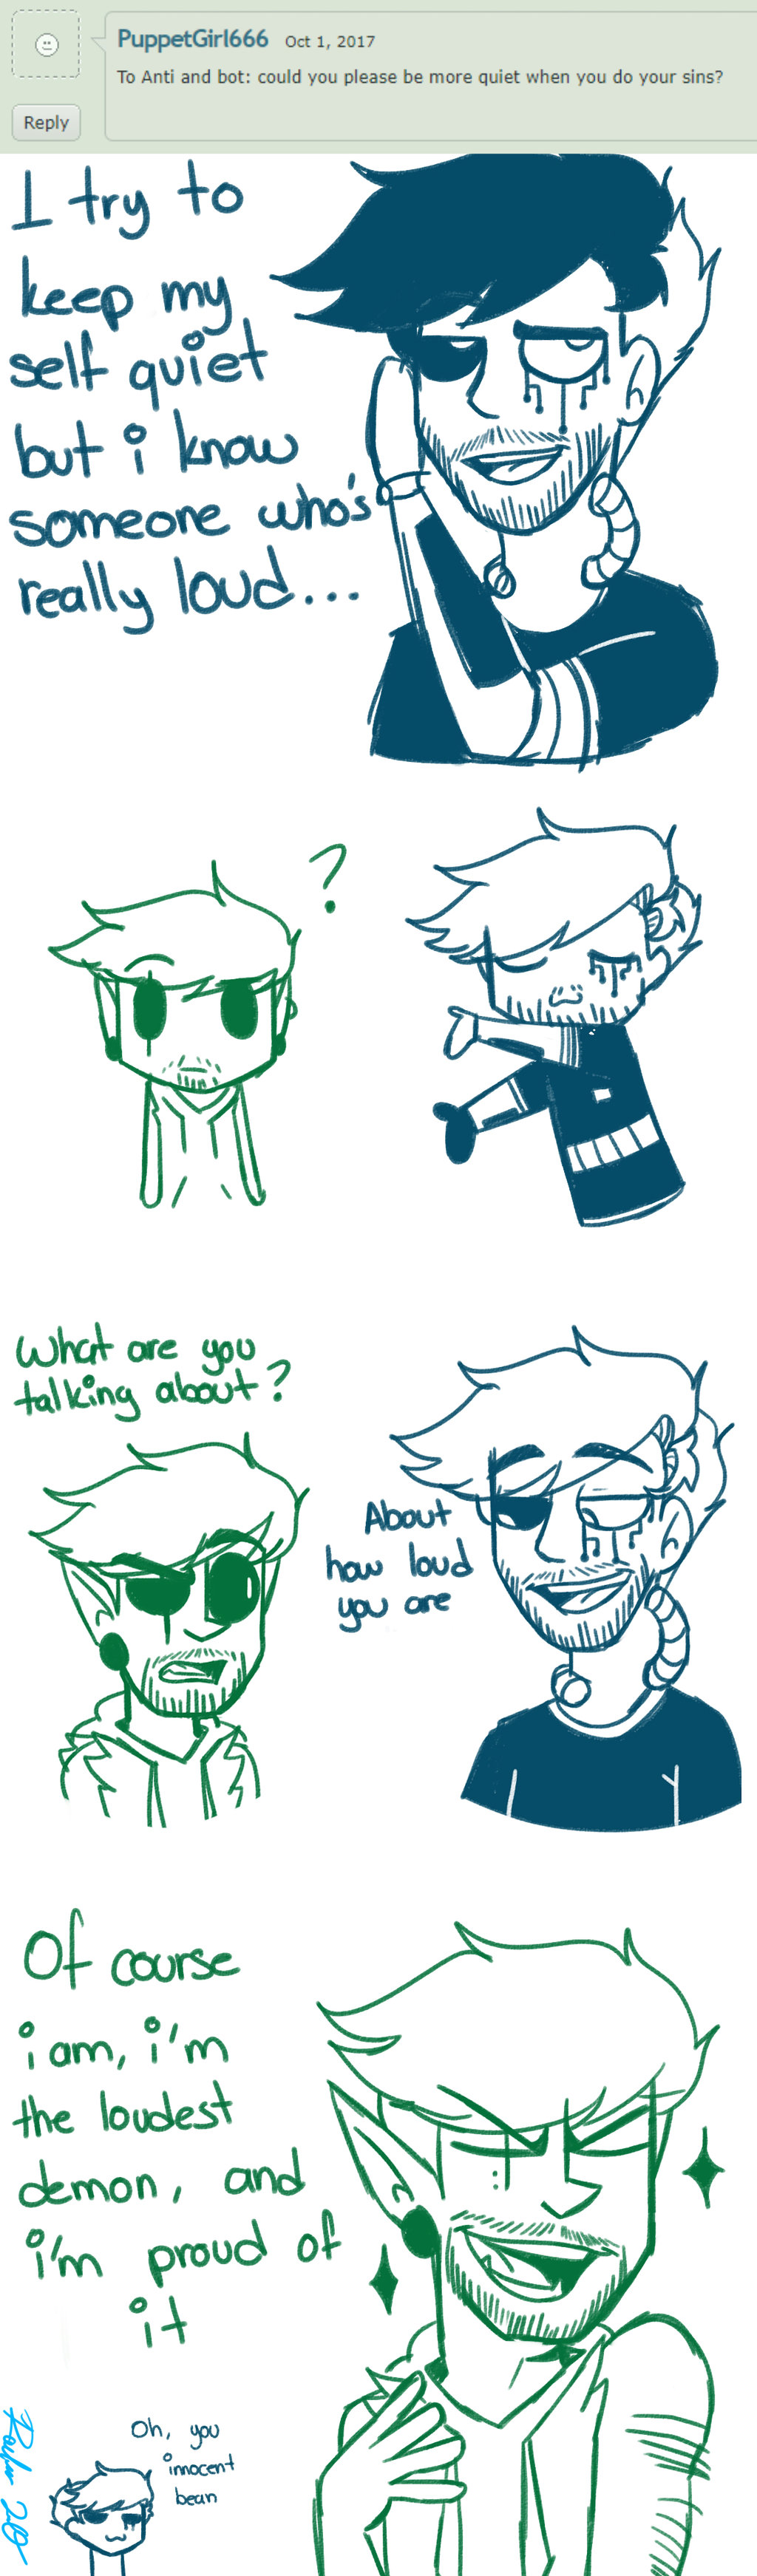 PuppetGirl666 Oct 1, 2017
To Anti and bot: could you please be more quiet when you do your sins?
Reply
I try to
keep my
self quiet
but i know
someone who's
really loud...
?
What are you
talking about?
About
how loud
you are
Of course
i am, i'm
the loudest
demon, and
i'm proud of
it
Oh, you
innocent
bean